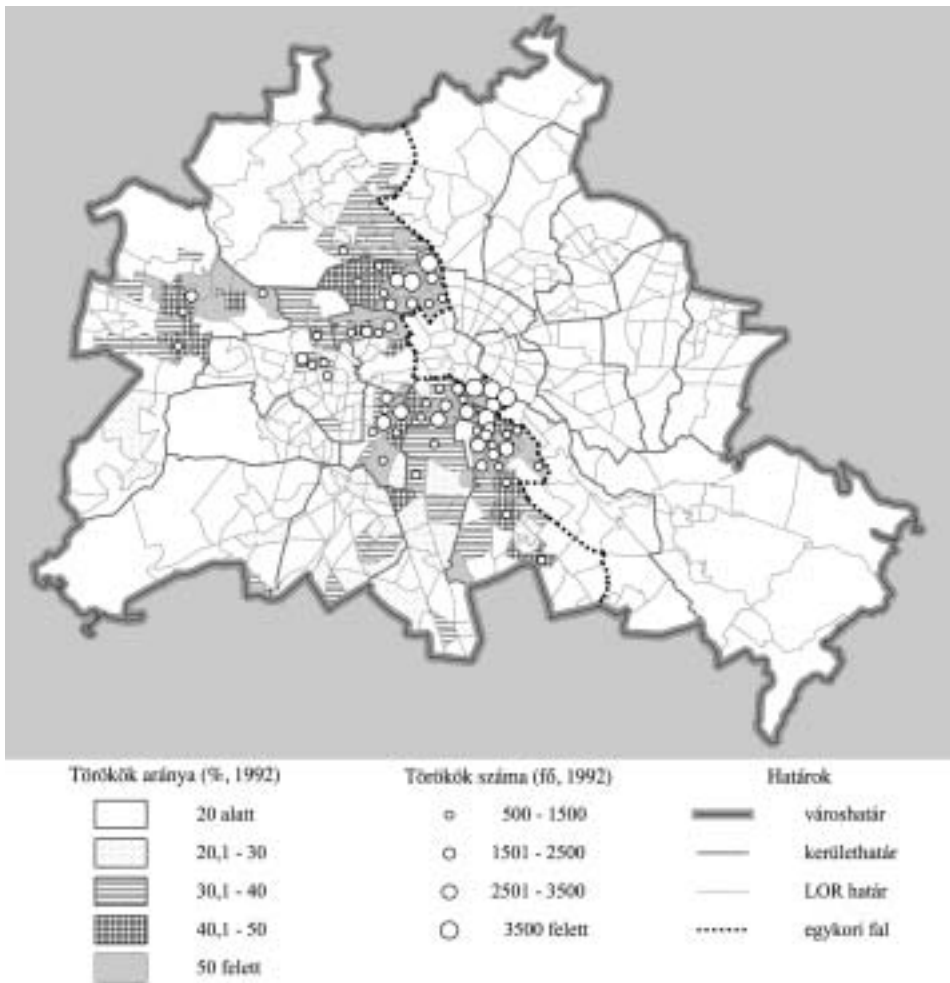 Törökök aránya (%, 1992)
20 alatt
20,1 - 30
30,1 - 40
40,1 - 50
50 felett
Törökök száma (fő, 1992)
500 - 1500
1501 - 2500
2501 - 3500
3500 felett
Határok
városhatár
kerülethatár
LOR határ
egykori fal